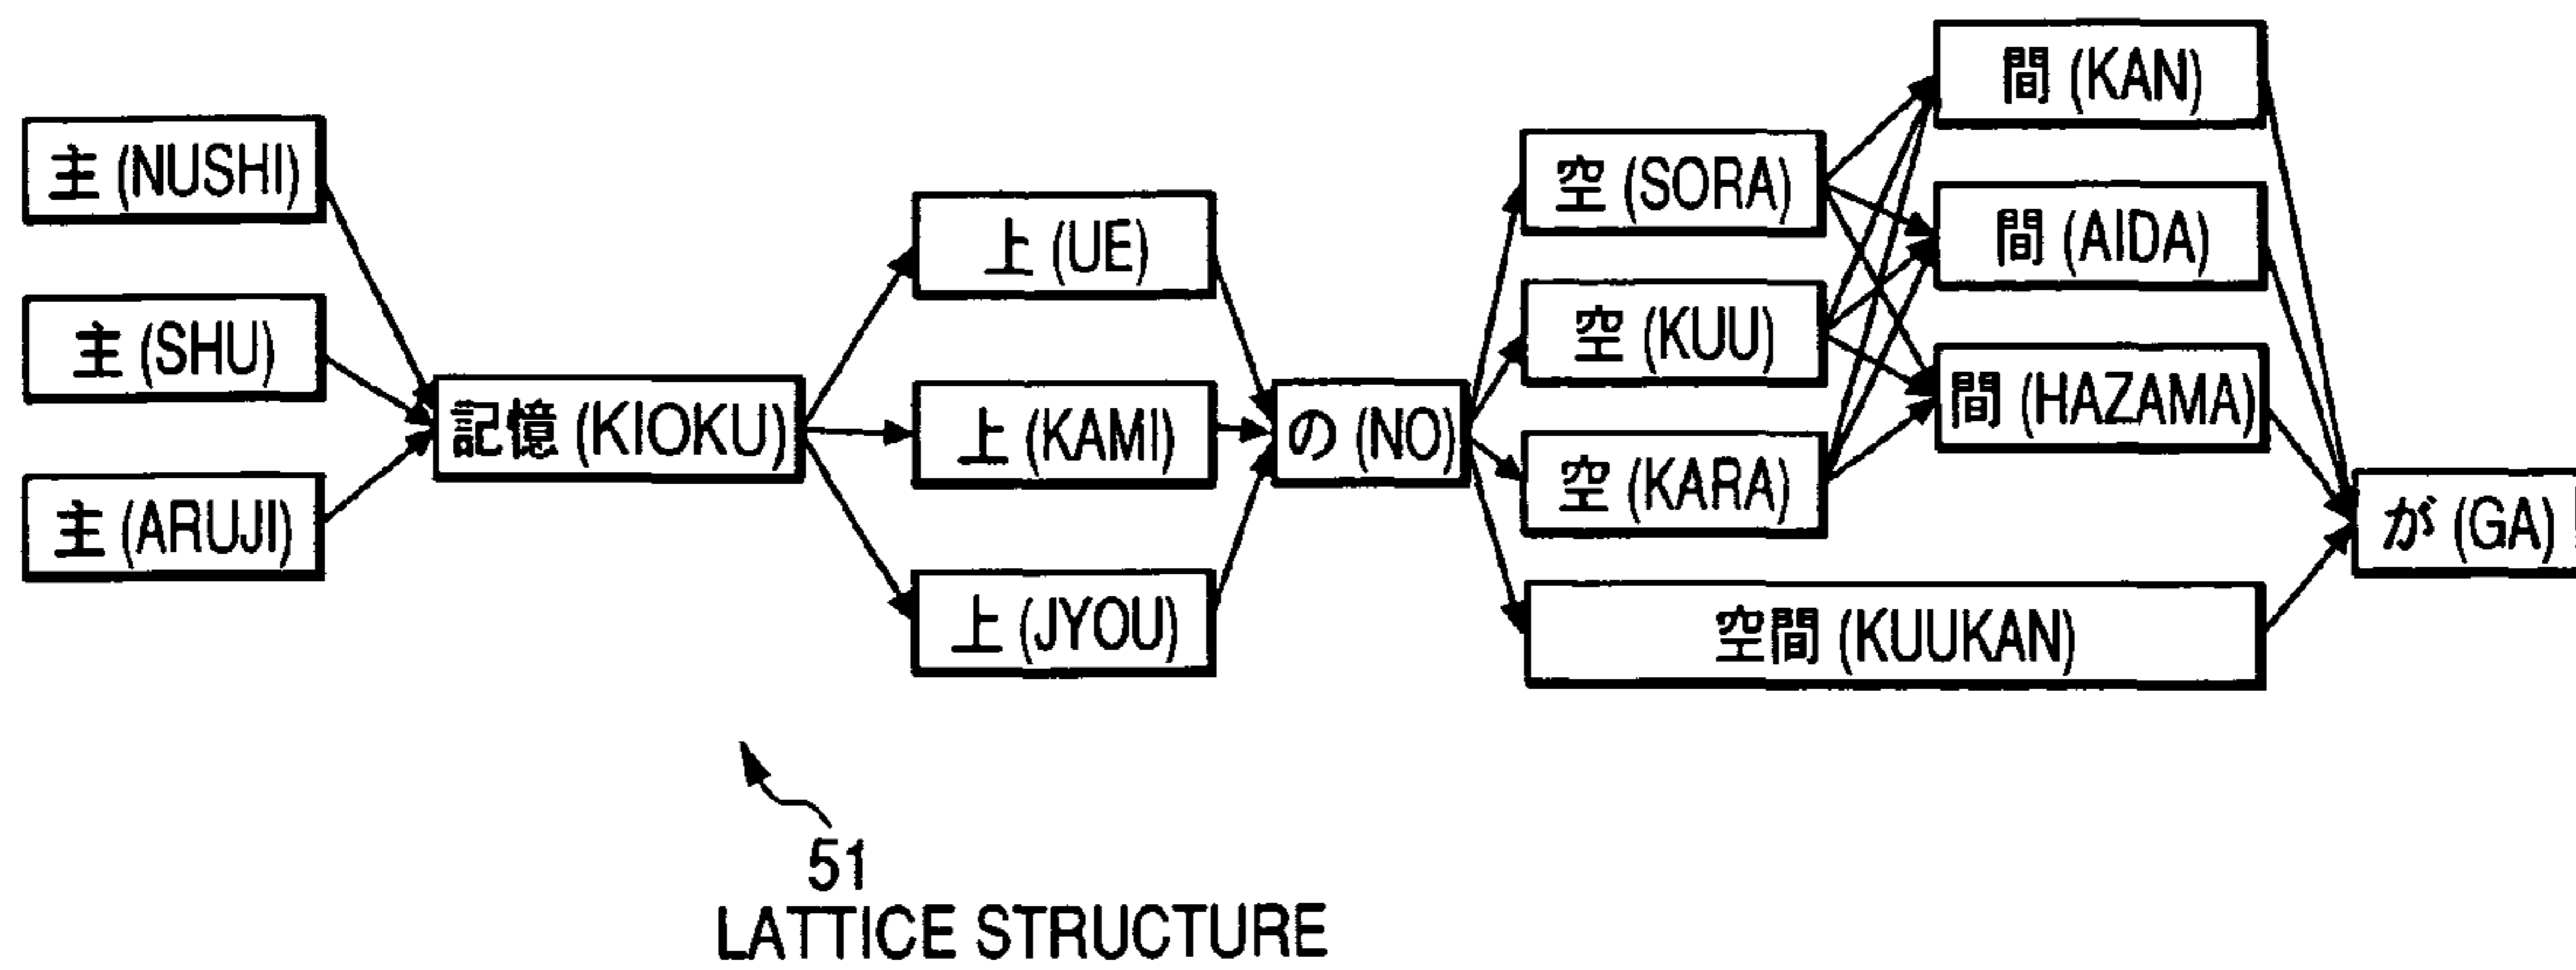 主 (NUSHI)
主 (SHU)
主 (ARUJI)
記憶 (KIOKU)
上 (UE)
上 (KAMI)
上 (JYOU)
の (NO)
空 (SORA)
空 (KUU)
空 (KARA)
空間 (KUUKAN)
間 (KAN)
間 (AIDA)
間 (HAZAMA)
が (GA)
51
LATTICE STRUCTURE